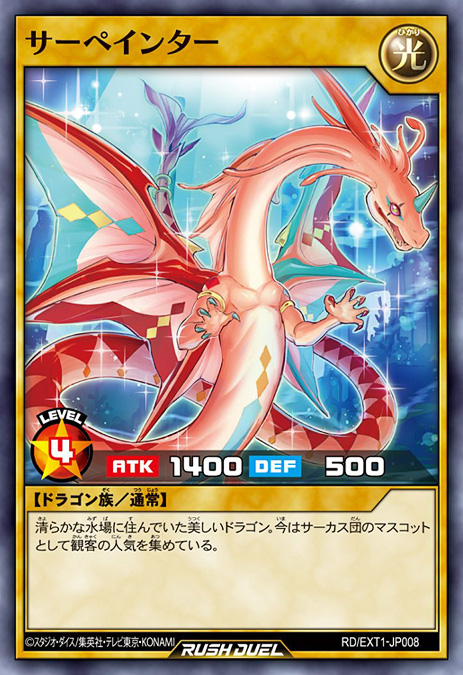 サーペインター
ひかり
光
LEVEL
4
ATK 1400 DEF 500
【ドラゴン族/通常】
清らかな水場に住んでいた美しいドラゴン。今はサーカス団のマスコット
として観客の人気を集めている。
©スタジオ・ダイス/集英社・テレビ東京・KONAMI
RUSH DUEL
RD/EXT1-JP008